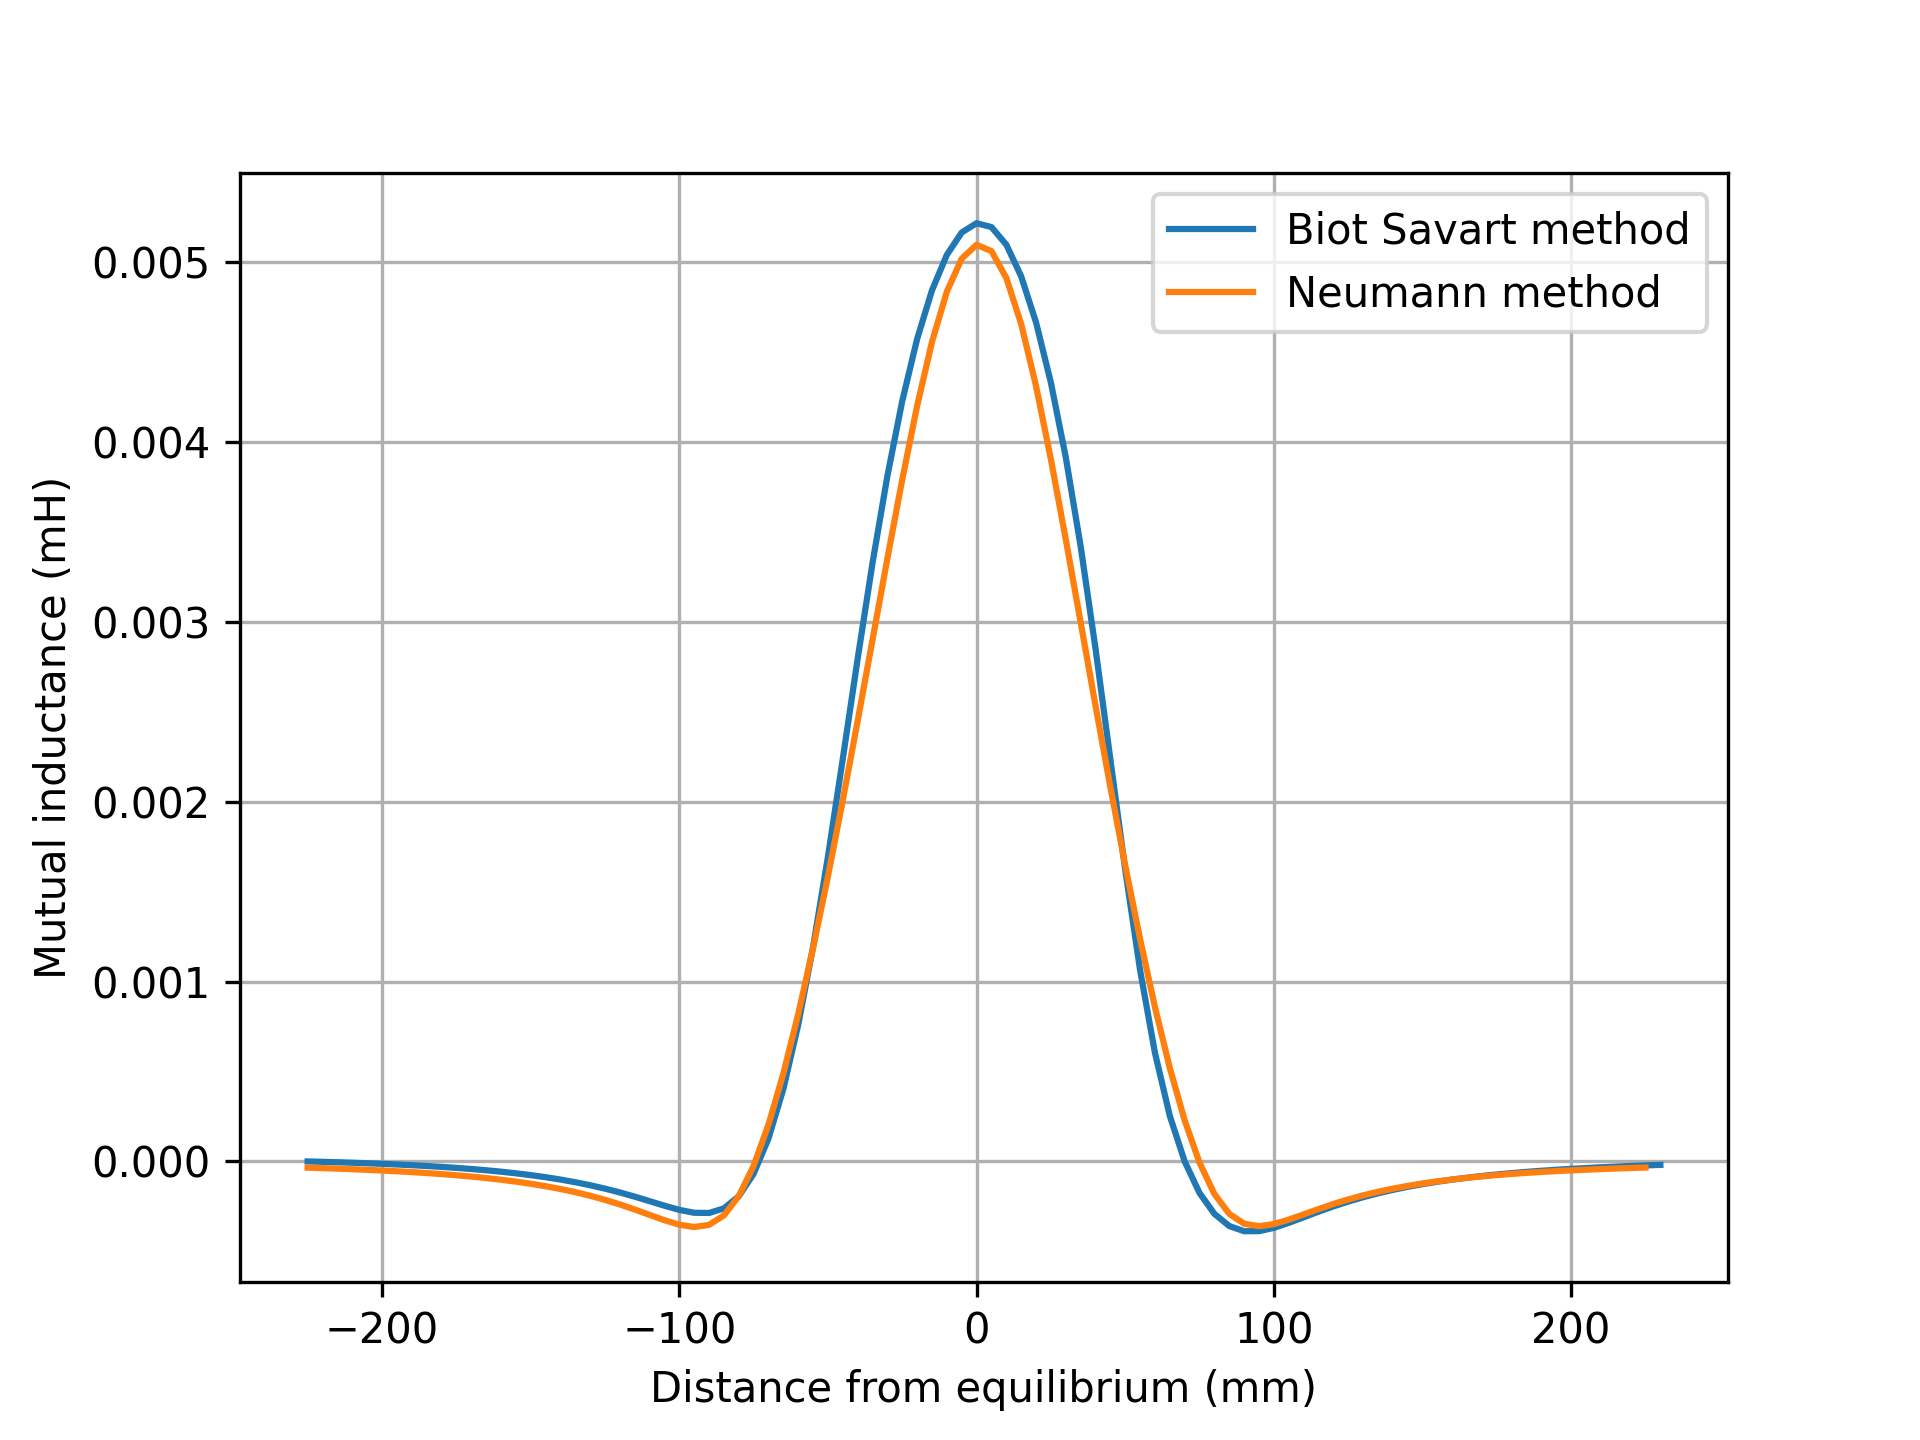 Biot Savart method
Neumann method
0.005
0.004
0.003
0.002
0.001
0.000
Mutual inductance (mH)
−200
−100
0
100
200
Distance from equilibrium (mm)